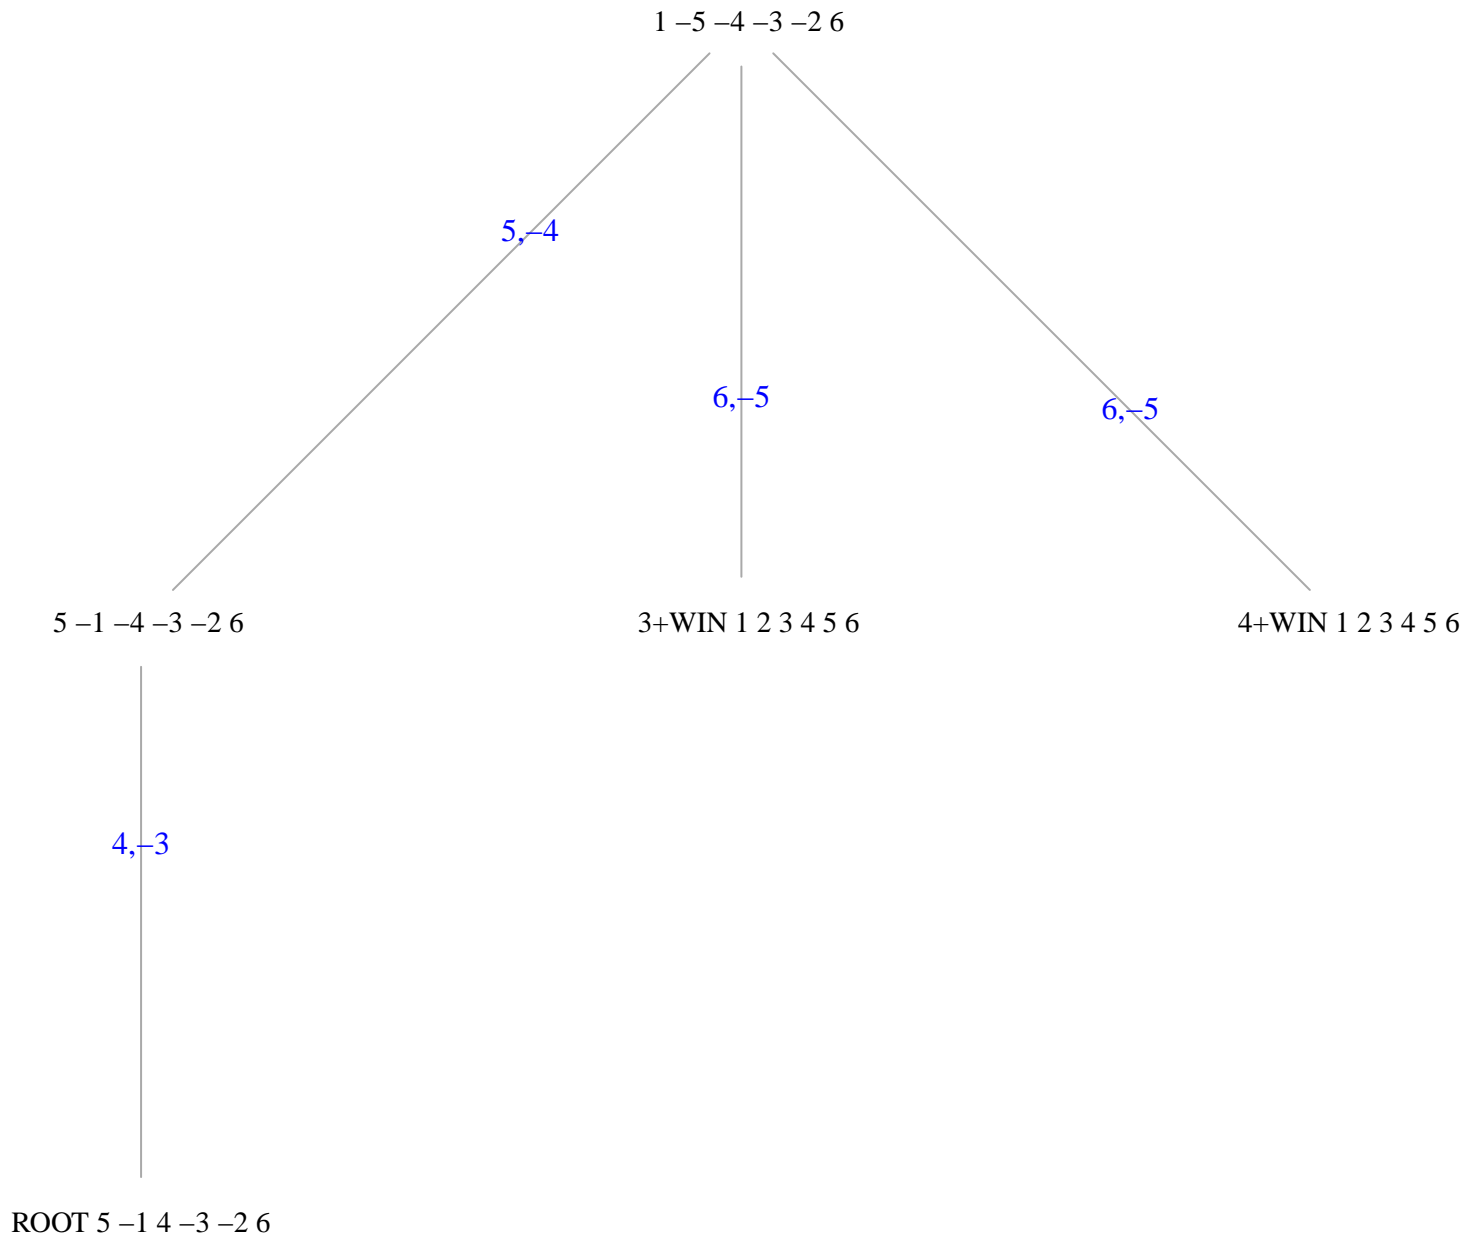 1 –5 –4 –3 –2 6
5,–4
6,–5
6,–5
5 –1 –4 –3 –2 6
3+WIN 1 2 3 4 5 6
4+WIN 1 2 3 4 5 6
4,–3
ROOT 5 –1 4 –3 –2 6